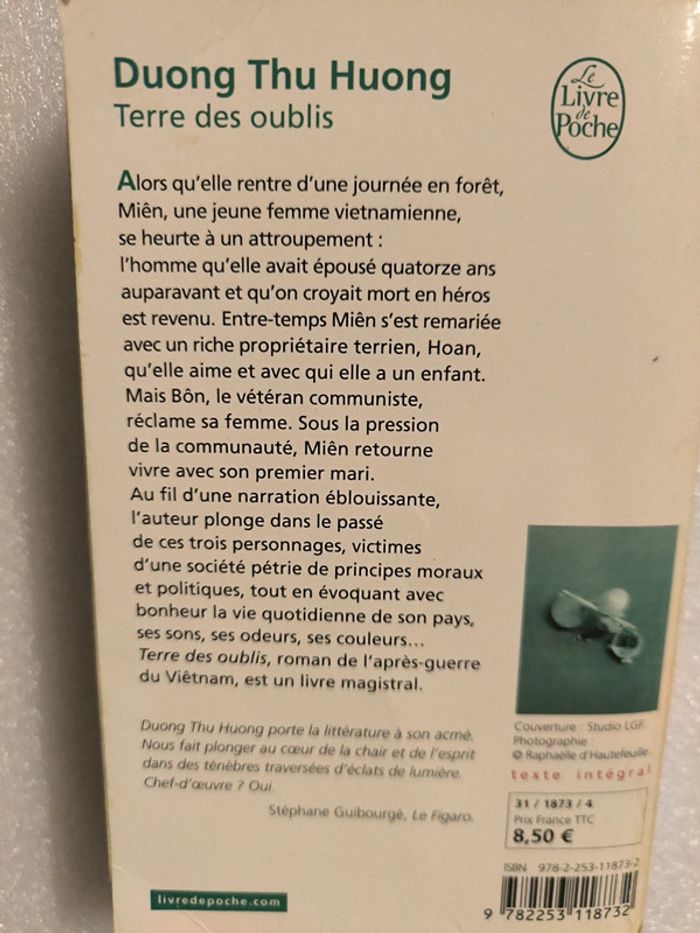 Duong Thu Huong
Terre des oublis
Le
Livre
de
Poche
Alors qu'elle rentre d'une journée en forêt,
Miên, une jeune femme vietnamienne,
se heurte à un attroupement :
l'homme qu'elle avait épousé quatorze ans
auparavant et qu'on croyait mort en héros
est revenu. Entre-temps Miên s'est remariée
avec un riche propriétaire terrien, Hoan,
qu'elle aime et avec qui elle a un enfant.
Mais Bôn, le vétéran communiste,
réclame sa femme. Sous la pression
de la communauté, Miên retourne
vivre avec son premier mari.
Au fil d'une narration éblouissante,
l'auteur plonge dans le passé
de ces trois personnages, victimes
d'une société pétrie de principes moraux
et politiques, tout en évoquant avec
bonheur la vie quotidienne de son pays,
ses sons, ses odeurs, ses couleurs...
Terre des oublis, roman de l'après-guerre
du Viêtnam, est un livre magistral.
Duong Thu Huong porte la littérature à son acmé.
Nous fait plonger au cœur de la chair et de l'esprit
dans des ténèbres traversées d'éclats de lumière.
Chef-d'œuvre ? Oui.
Stéphane Guibourgé, Le Figaro.
livredepoche.com
Couverture : Studio LGF.
Photographie :
© Raphaëlle d'Hautefeuille.
texte intégral
31 / 1873 / 4
Prix France TTC
8,50 €
ISBN 978-2-253-11873-2
9 782253 118732